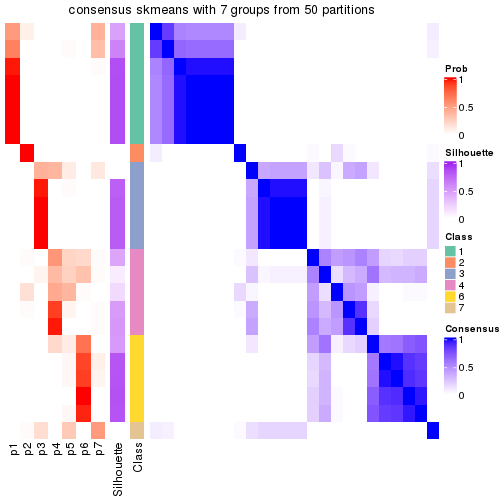 consensus skmeans with 7 groups from 50 partitions
Prob
1
0.5
0
Silhouette
1
0.5
0
Class
1
2
3
4
6
7
Consensus
1
0.5
0
p1
p2
p3
p4
p5
p6
p7
Silhouette
Class